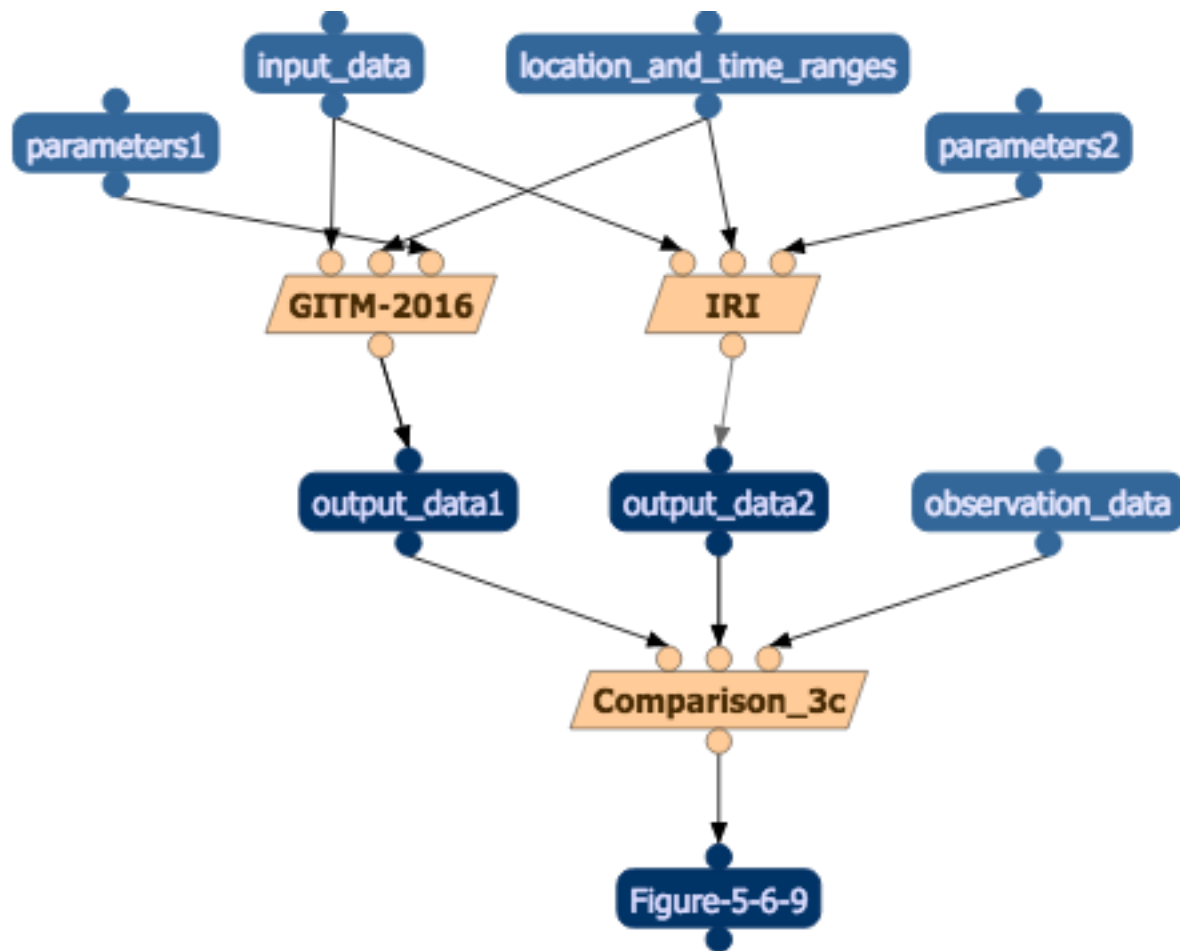 input_data
location_and_time_ranges
parameters1
parameters2
GITM-2016
IRI
output_data1
output_data2
observation_data
Comparison_3c
Figure-5-6-9